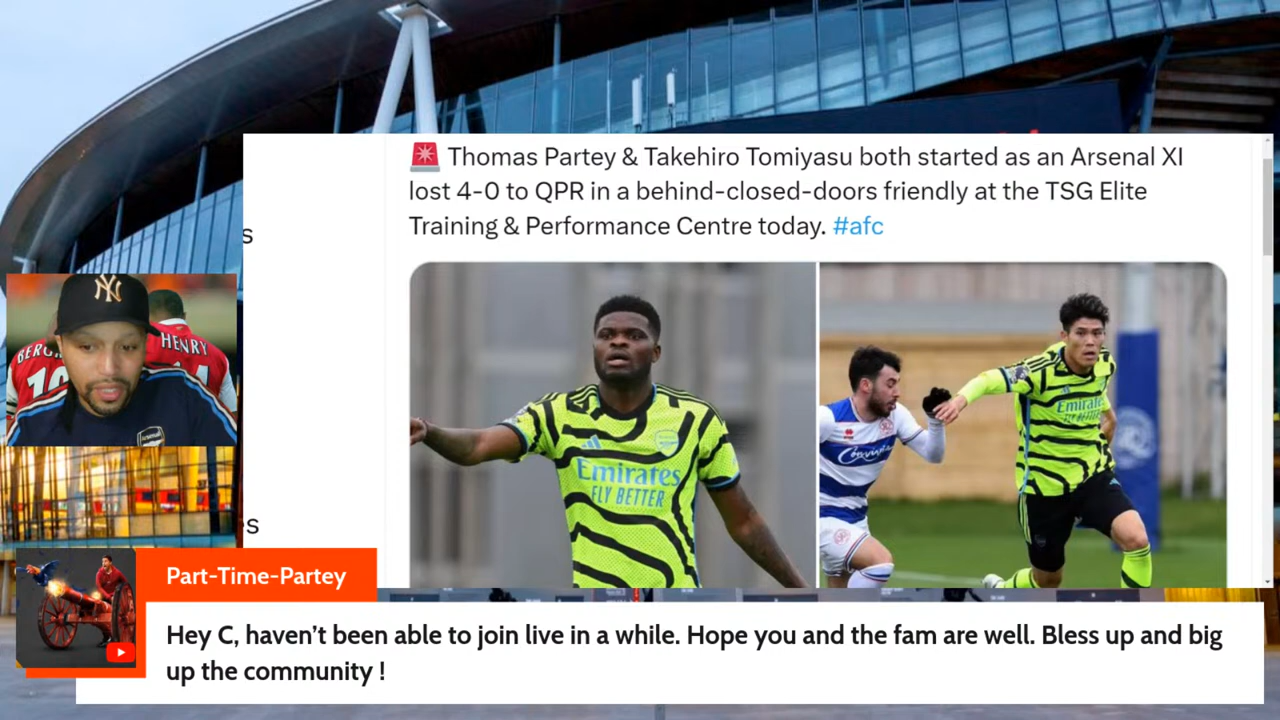 🚨 Thomas Partey & Takehiro Tomiyasu both started as an Arsenal XI
lost 4-0 to QPR in a behind-closed-doors friendly at the TSG Elite
Training & Performance Centre today. #afc
s
s
NY
HENRY
10
Emirates
FLY BETTER
Emirates
Part-Time-Partey
Hey C, haven’t been able to join live in a while. Hope you and the fam are well. Bless up and big
up the community !